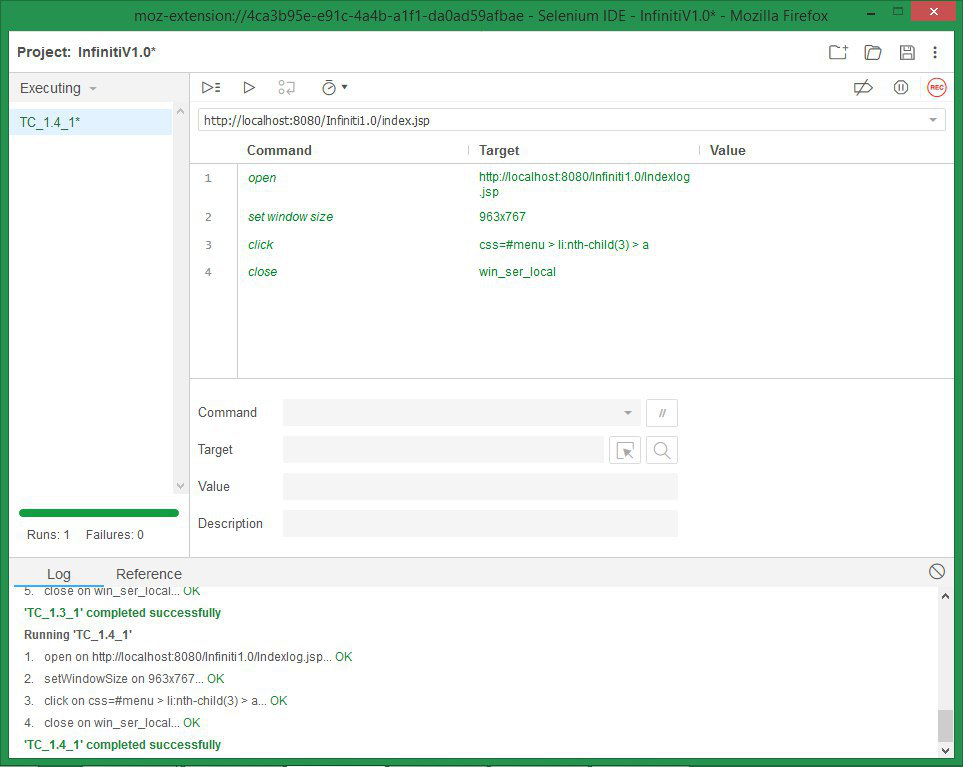 moz-extension://4ca3b95e-e91c-4a4b-a1f1-da0ad59afbae - Selenium IDE - InfinitiV1.0* - Mozilla Firefox
Project: InfinitiV1.0*
Executing
TC_1.4_1*
http://localhost:8080/Infiniti1.0/index.jsp
Command Target Value
1 open http://localhost:8080/Infiniti1.0/Indexlog
.jsp
2 set window size 963x767
3 click css=#menu > li:nth-child(3) > a
4 close win_ser_local
Command //
Target
Value
Description
Runs: 1 Failures: 0
REC
Log Reference
5. close on win_ser_local... OK
'TC_1.3_1' completed successfully
Running 'TC_1.4_1'
1. open on http://localhost:8080/Infiniti1.0/Indexlog.jsp... OK
2. setWindowSize on 963x767... OK
3. click on css=#menu > li:nth-child(3) > a... OK
4. close on win_ser_local... OK
'TC_1.4_1' completed successfully